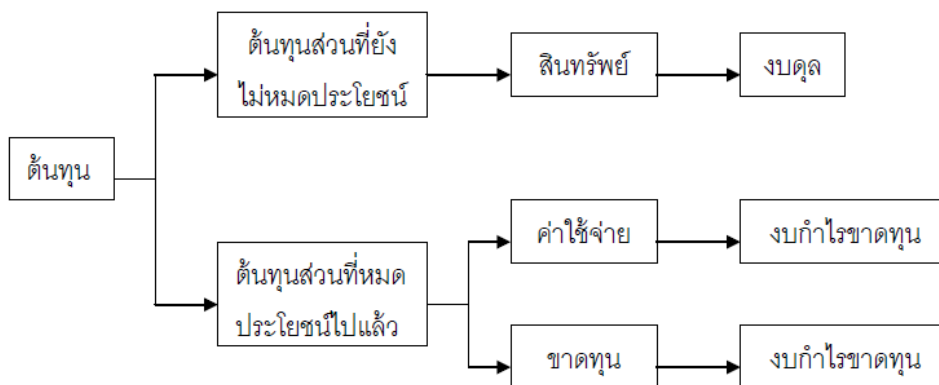 ต้นทุน
ต้นทุนส่วนที่ยัง
ไม่หมดประโยชน์
สินทรัพย์
งบดุล
ต้นทุนส่วนที่หมด
ประโยชน์ไปแล้ว
ค่าใช้จ่าย
งบกำไรขาดทุน
ขาดทุน
งบกำไรขาดทุน